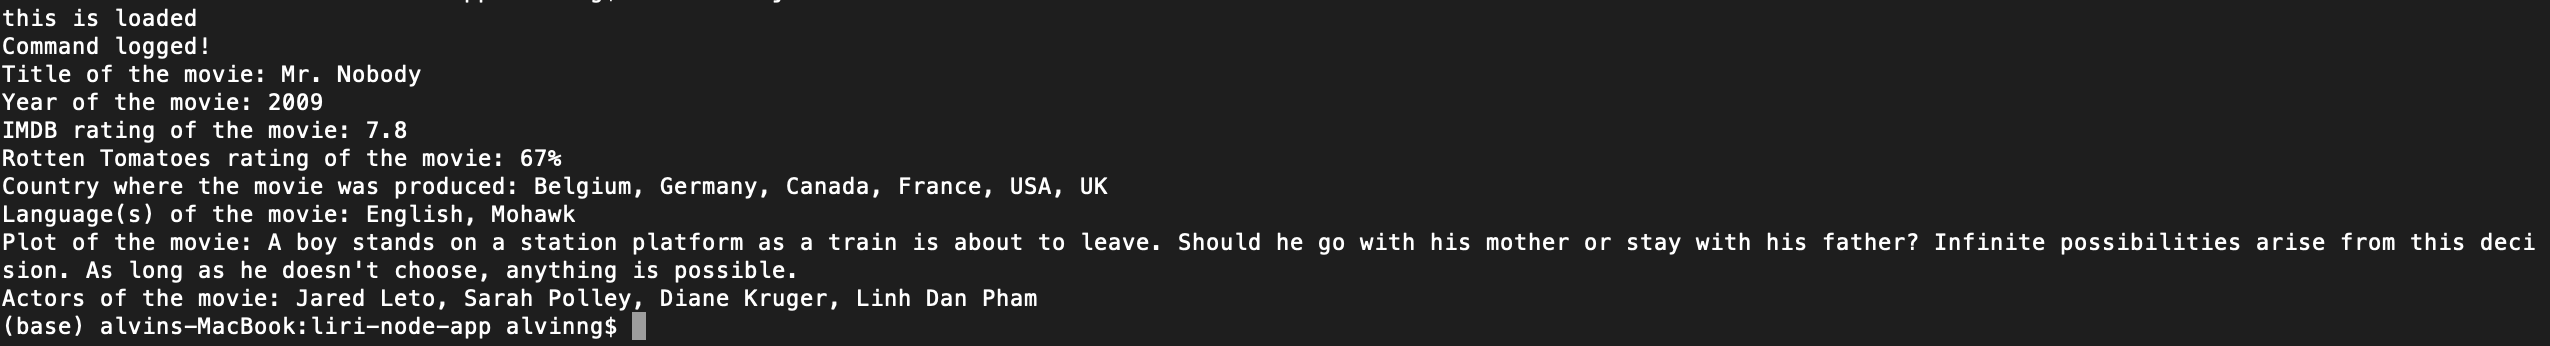 this is loaded
Command logged!
Title of the movie: Mr. Nobody
Year of the movie: 2009
IMDB rating of the movie: 7.8
Rotten Tomatoes rating of the movie: 67%
Country where the movie was produced: Belgium, Germany, Canada, France, USA, UK
Language(s) of the movie: English, Mohawk
Plot of the movie: A boy stands on a station platform as a train is about to leave. Should he go with his mother or stay with his father? Infinite possibilities arise from this deci
sion. As long as he doesn't choose, anything is possible.
Actors of the movie: Jared Leto, Sarah Polley, Diane Kruger, Linh Dan Pham
(base) alvins-MacBook:liri-node-app alvinng$